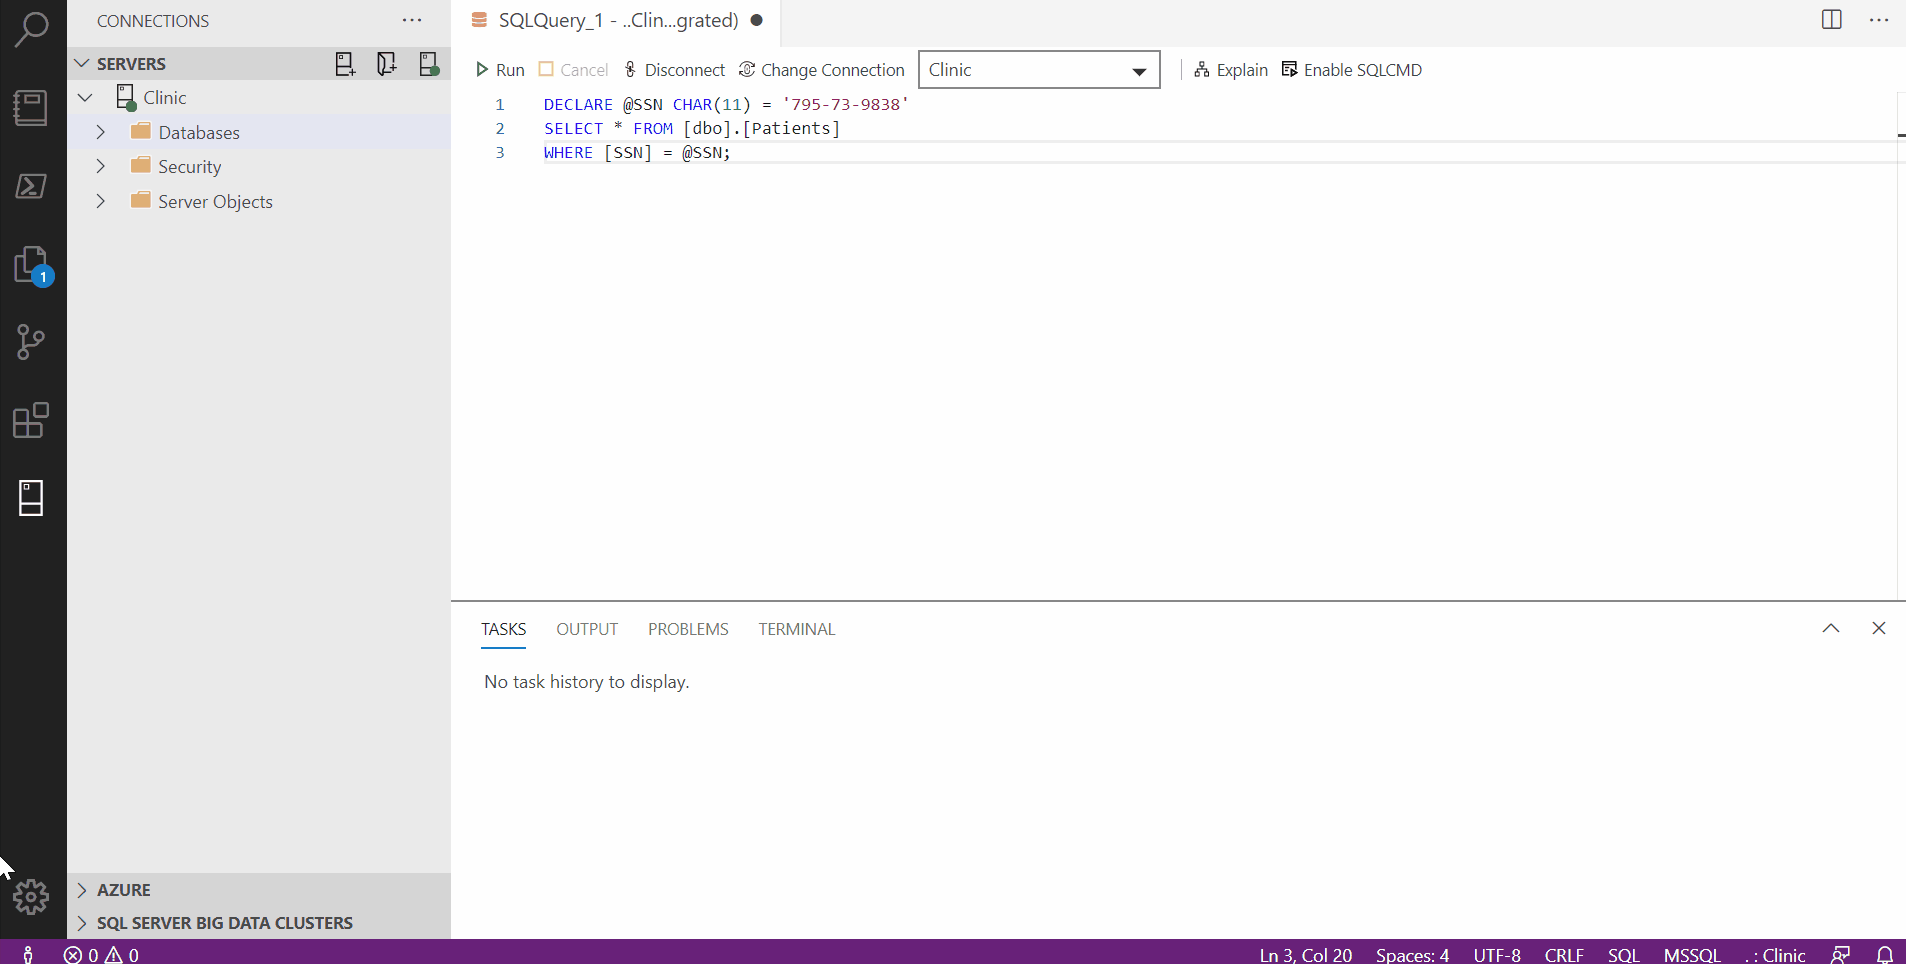 CONNECTIONS
SERVERS
Clinic
Databases
Security
Server Objects
AZURE
SQL SERVER BIG DATA CLUSTERS
1
SQLQuery_1 - ..Clin...grated)
Run Cancel Disconnect Change Connection Clinic Explain Enable SQLCMD
1 DECLARE @SSN CHAR(11) = '795-73-9838'
2 SELECT * FROM [dbo].[Patients]
3 WHERE [SSN] = @SSN;
TASKS OUTPUT PROBLEMS TERMINAL
No task history to display.
0 0 Ln 3, Col 20 Spaces: 4 UTF-8 CRLF SQL MSSQL . : Clinic